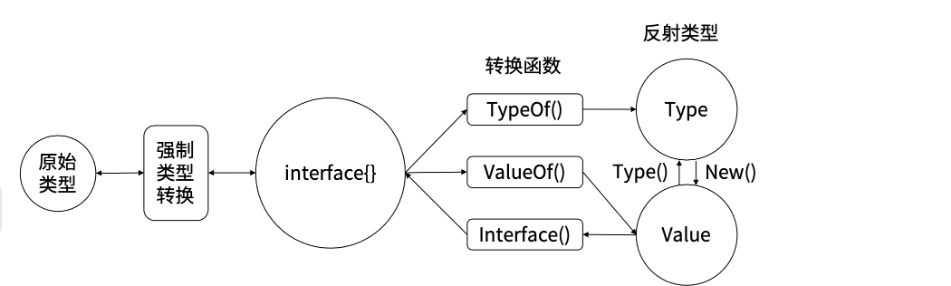 反射类型
转换函数
TypeOf()
Type
原始
类型
强制
类型
转换
interface{}
ValueOf()
Type()
New()
Interface()
Value